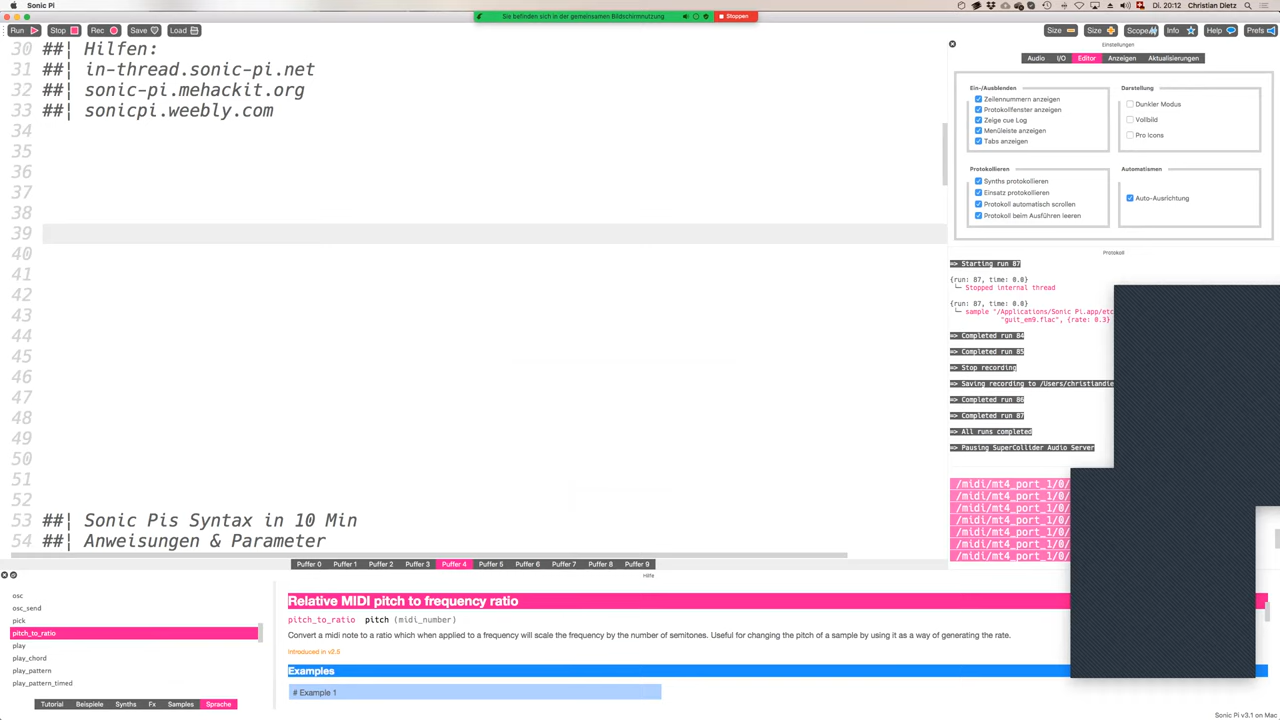 Sonic Pi
Di. 20:12 Christian Dietz
Sonic Pi
Sie befinden sich in der gemeinsamen Bildschirmnutzung
Stoppen
Run Stop Rec Save Load
Size Size Scope Info Help Prefs
30 ##| Hilfen:
31 ##| in-thread.sonic-pi.net
32 ##| sonic-pi.mehackit.org
33 ##| sonicpi.weebly.com
34
35
36
37
38
39
40
41
42
43
44
45
46
47
48
49
50
51
52
53 ##| Sonic Pis Syntax in 10 Min
54 ##| Anweisungen & Parameter
Puffer 0 Puffer 1 Puffer 2 Puffer 3 Puffer 4 Puffer 5 Puffer 6 Puffer 7 Puffer 8 Puffer 9
Einstellungen
Audio I/O Editor Anzeigen Aktualisierungen
Ein-/Ausblenden
Zeilennummern anzeigen
Protokollfenster anzeigen
Zeige cue Log
Menüleiste anzeigen
Tabs anzeigen
Darstellung
Dunkler Modus
Vollbild
Pro Icons
Protokollieren
Synths protokollieren
Einsatz protokollieren
Protokoll automatisch scrollen
Protokoll beim Ausführen leeren
Automatismen
Auto-Ausrichtung
Protokoll
=> Starting run 87
{run: 87, time: 0.0}
└─ Stopped internal thread
{run: 87, time: 0.0}
└─ sample "/Applications/Sonic Pi.app/etc
"guit_em9.flac", {rate: 0.3}
=> Completed run 84
=> Completed run 85
=> Stop recording
=> Saving recording to /Users/christiandie
=> Completed run 86
=> Completed run 87
=> All runs completed
=> Pausing SuperCollider Audio Server
/midi/mt4_port_1/0/
/midi/mt4_port_1/0/
/midi/mt4_port_1/0/
/midi/mt4_port_1/0/
/midi/mt4_port_1/0/
/midi/mt4_port_1/0/
/midi/mt4_port_1/0/
Hilfe
osc
osc_send
pick
pitch_to_ratio
play
play_chord
play_pattern
play_pattern_timed
Tutorial Beispiele Synths Fx Samples Sprache
Relative MIDI pitch to frequency ratio
pitch_to_ratio pitch (midi_number)
Convert a midi note to a ratio which when applied to a frequency will scale the frequency by the number of semitones. Useful for changing the pitch of a sample by using it as a way of generating the rate.
Introduced in v2.5
Examples
# Example 1
Sonic Pi v3.1 on Mac